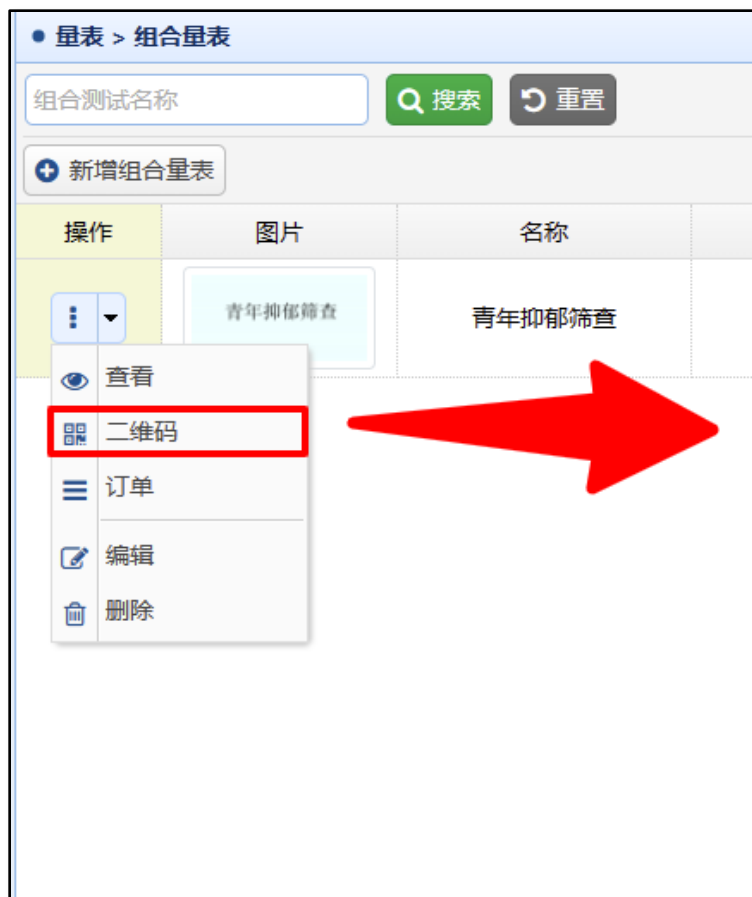 量表 > 组合量表
组合测试名称 搜索 重置
新增组合量表
操作 图片 名称
青年抑郁筛查 青年抑郁筛查
查看
二维码
订单
编辑
删除